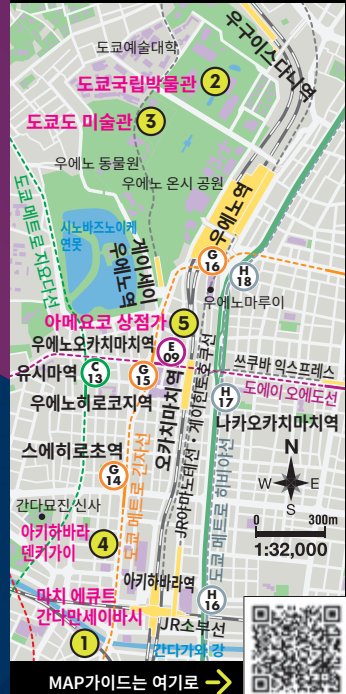 우구이스다니역
도쿄예술대학
도쿄국립박물관 2
도쿄도 미술관 3
우에노 동물원
우에노 온시 공원
우에노역
도쿄 메트로 지요다선
시노바즈노이케
연못
게이세이
우에노역
G
16
H
18
우에노마루이
아메요코 상점가 5
우에노오카치마치역
E
09
쓰쿠바 익스프레스
유시마역
C
13
G
15
도에이 오에도선
우에노히로코지역
오카치마치역
JR야마노테선・게이힌토호쿠선
H
17
나카오카치마치역
스에히로초역
G
14
도쿄 메트로 긴자선
도쿄 메트로 히비야선
N
W
E
S
간다묘진 신사
0 300m
1:32,000
아키하바라
덴키가이
4
아키하바라역
마치 에큐트
간다만세이바시
1
H
16
JR소부선
간다가와 강
MAP가이드는 여기로